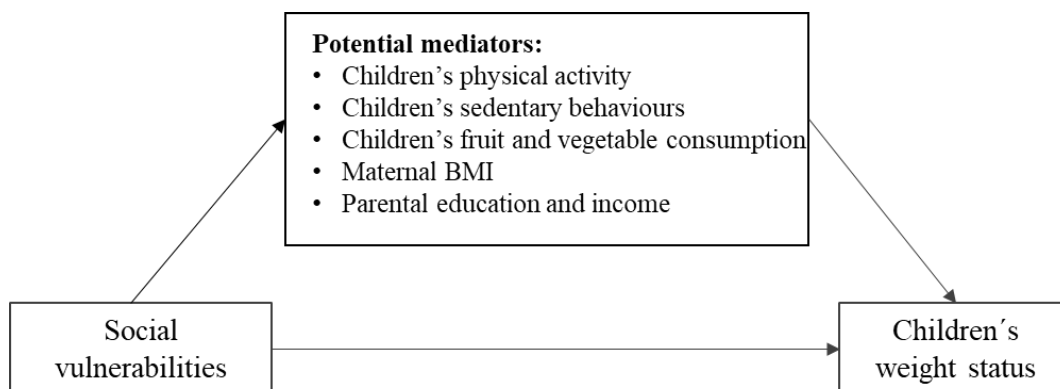 Potential mediators:
• Children’s physical activity
• Children’s sedentary behaviours
• Children’s fruit and vegetable consumption
• Maternal BMI
• Parental education and income
Social
vulnerabilities
Children´s
weight status